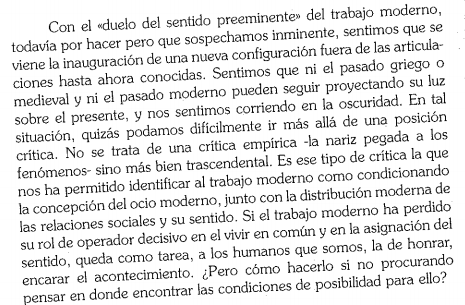 Con el «duelo del sentido preeminente» del trabajo moderno,
todavía por hacer pero que sospechamos inminente, sentimos que se
viene la inauguración de una nueva configuración fuera de las articula-
ciones hasta ahora conocidas. Sentimos que ni el pasado griego o
medieval y ni el pasado moderno pueden seguir proyectando su luz
sobre el presente, y nos sentimos corriendo en la oscuridad. En tal
situación, quizás podamos difícilmente ir más allá de una posición
crítica. No se trata de una crítica empírica -la nariz pegada a los
fenómenos- sino más bien trascendental. Es ese tipo de crítica la que
nos ha permitido identificar al trabajo moderno como condicionando
la concepción del ocio moderno, junto con la distribución moderna de
las relaciones sociales y su sentido. Si el trabajo moderno ha perdido
su rol de operador decisivo en el vivir en común y en la asignación del
sentido, queda como tarea, a los humanos que somos, la de honrar,
encarar el acontecimiento. ¿Pero cómo hacerlo si no procurando
pensar en donde encontrar las condiciones de posibilidad para ello?